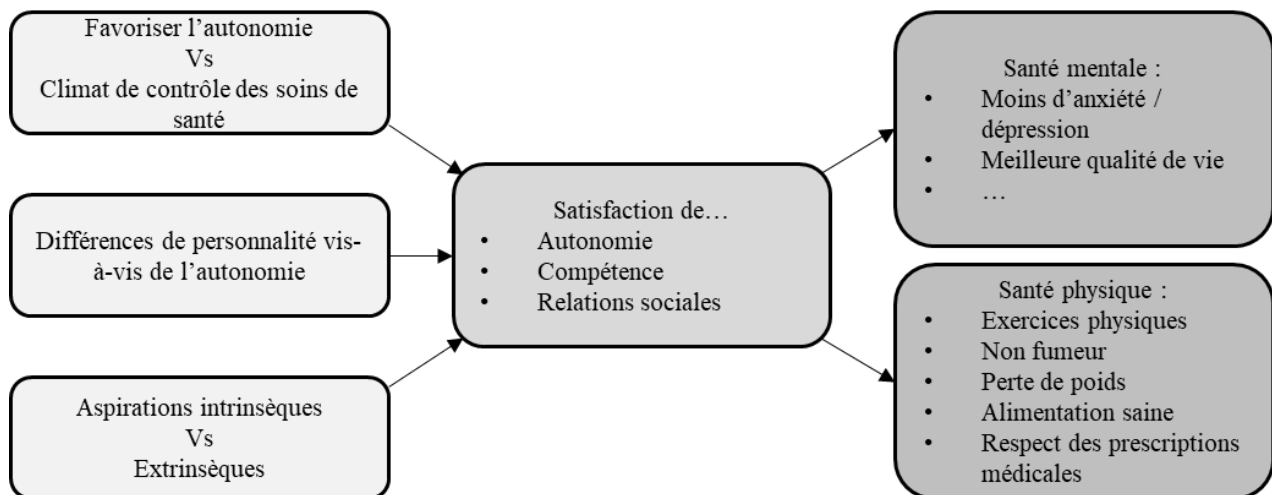 Favoriser l’autonomie
Vs
Climat de contrôle des soins de
santé
Différences de personnalité vis-
à-vis de l’autonomie
Aspirations intrinsèques
Vs
Extrinsèques
Satisfaction de…
• Autonomie
• Compétence
• Relations sociales
Santé mentale :
• Moins d’anxiété /
dépression
• Meilleure qualité de vie
• …
Santé physique :
• Exercices physiques
• Non fumeur
• Perte de poids
• Alimentation saine
• Respect des prescriptions
médicales